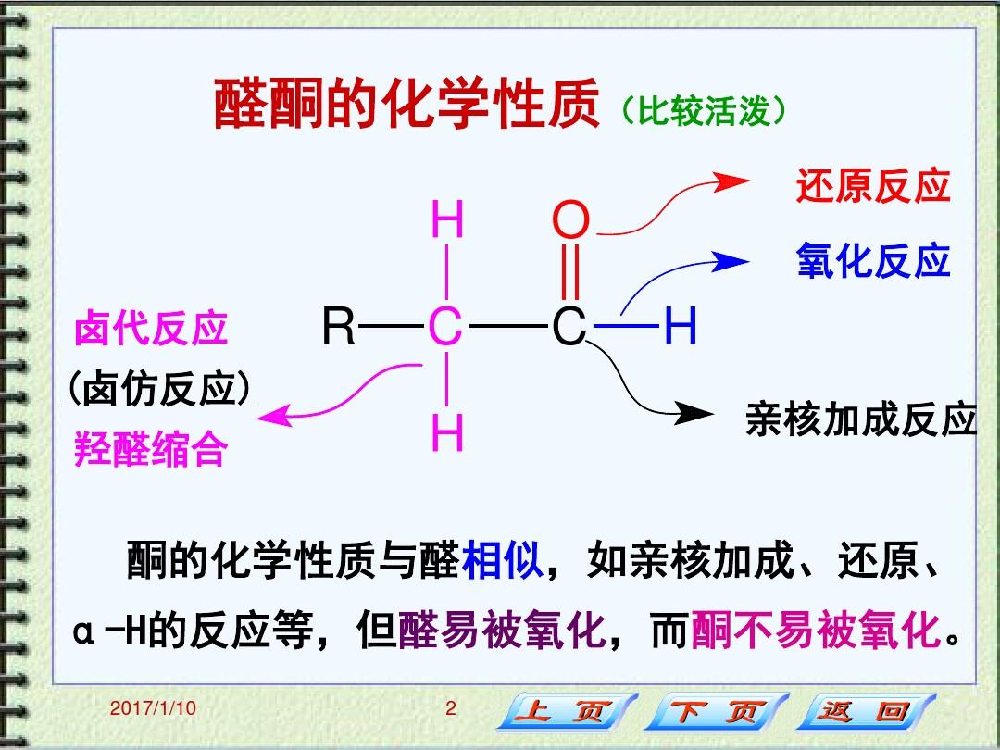 醛酮的化学性质（比较活泼）
还原反应
H
O
氧化反应
卤代反应
R C C H
(卤仿反应)
亲核加成反应
羟醛缩合
H
酮的化学性质与醛相似，如亲核加成、还原、
α-H的反应等，但醛易被氧化，而酮不易被氧化。
2017/1/10
2
上页
下页
返回